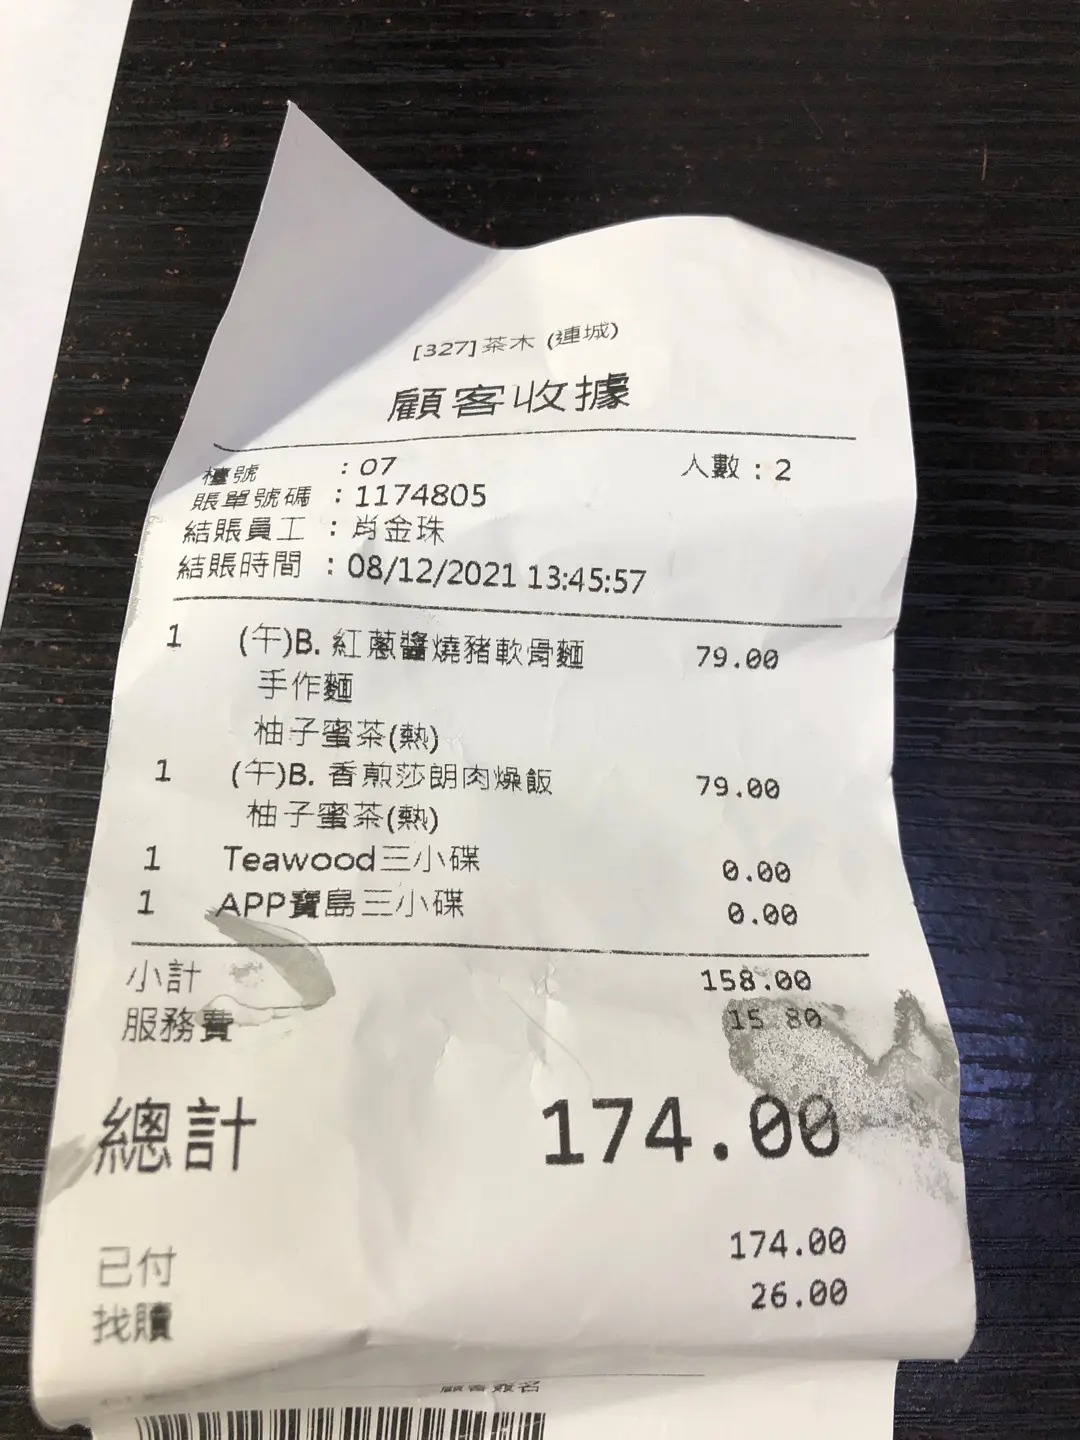 [327] 茶木 (連城)
顧客收據
檯號 : 07 人數 : 2
賬單號碼 : 1174805
結賬員工 : 肖金珠
結賬時間 : 08/12/2021 13:45:57
1 (午)B. 紅蔥醬燒豬軟骨麵 79.00
手作麵
柚子蜜茶(熱)
1 (午)B. 香煎莎朗肉燥飯 79.00
柚子蜜茶(熱)
1 Teawood三小碟 0.00
1 APP寶島三小碟 0.00
小計 158.00
服務費 15.80
總計 174.00
已付 174.00
找贖 26.00
顧客簽名